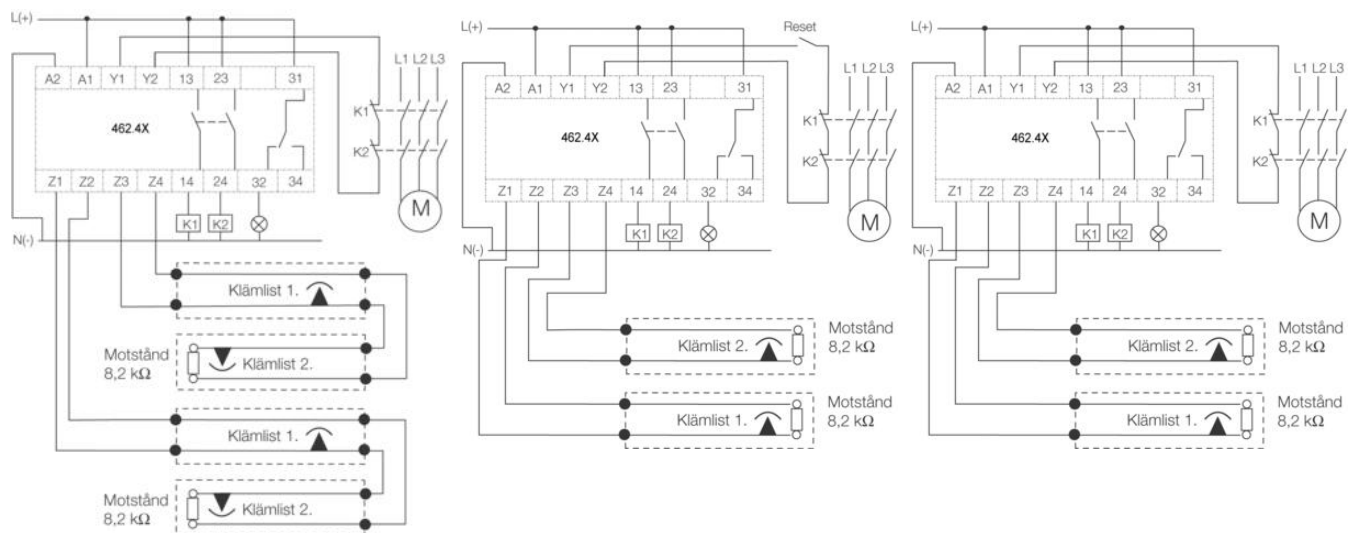 L(+)
A2 A1 Y1 Y2 13 23 31
L1 L2 L3
462.4X
K1
K2
Z1 Z2 Z3 Z4 14 24 32 34
K1 K2
M
N(-)
Klämlist 1.
Motstånd
8,2 kΩ
Klämlist 2.
Klämlist 1.
Motstånd
8,2 kΩ
Klämlist 2.
L(+)
Reset
A2 A1 Y1 Y2 13 23 31
L1 L2 L3
462.4X
K1
K2
Z1 Z2 Z3 Z4 14 24 32 34
K1 K2
M
N(-)
Klämlist 2.
Motstånd
8,2 kΩ
Klämlist 1.
Motstånd
8,2 kΩ
L(+)
A2 A1 Y1 Y2 13 23 31
L1 L2 L3
462.4X
K1
K2
Z1 Z2 Z3 Z4 14 24 32 34
K1 K2
M
N(-)
Klämlist 2.
Motstånd
8,2 kΩ
Klämlist 1.
Motstånd
8,2 kΩ